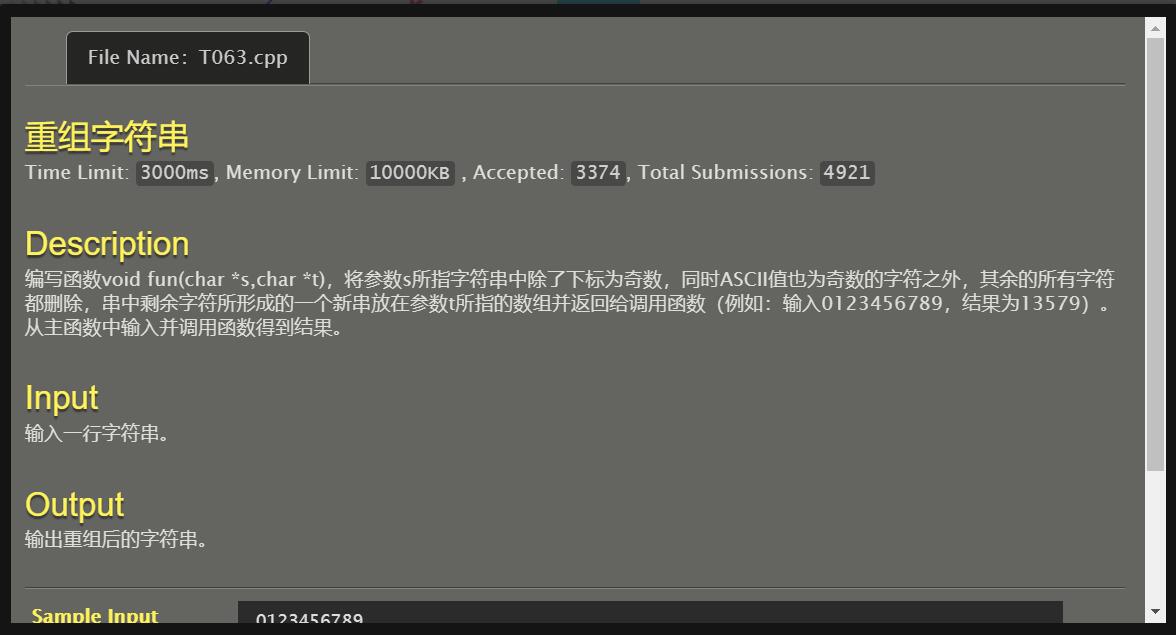 File Name：T063.cpp
重组字符串
Time Limit: 3000ms, Memory Limit: 10000KB , Accepted: 3374, Total Submissions: 4921
Description
编写函数void fun(char *s,char *t)，将参数s所指字符串中除了下标为奇数，同时ASCII值也为奇数的字符之外，其余的所有字符
都删除，串中剩余字符所形成的一个新串放在参数t所指的数组并返回给调用函数（例如：输入0123456789，结果为13579）。
从主函数中输入并调用函数得到结果。
Input
输入一行字符串。
Output
输出重组后的字符串。
Sample Input
0123456789